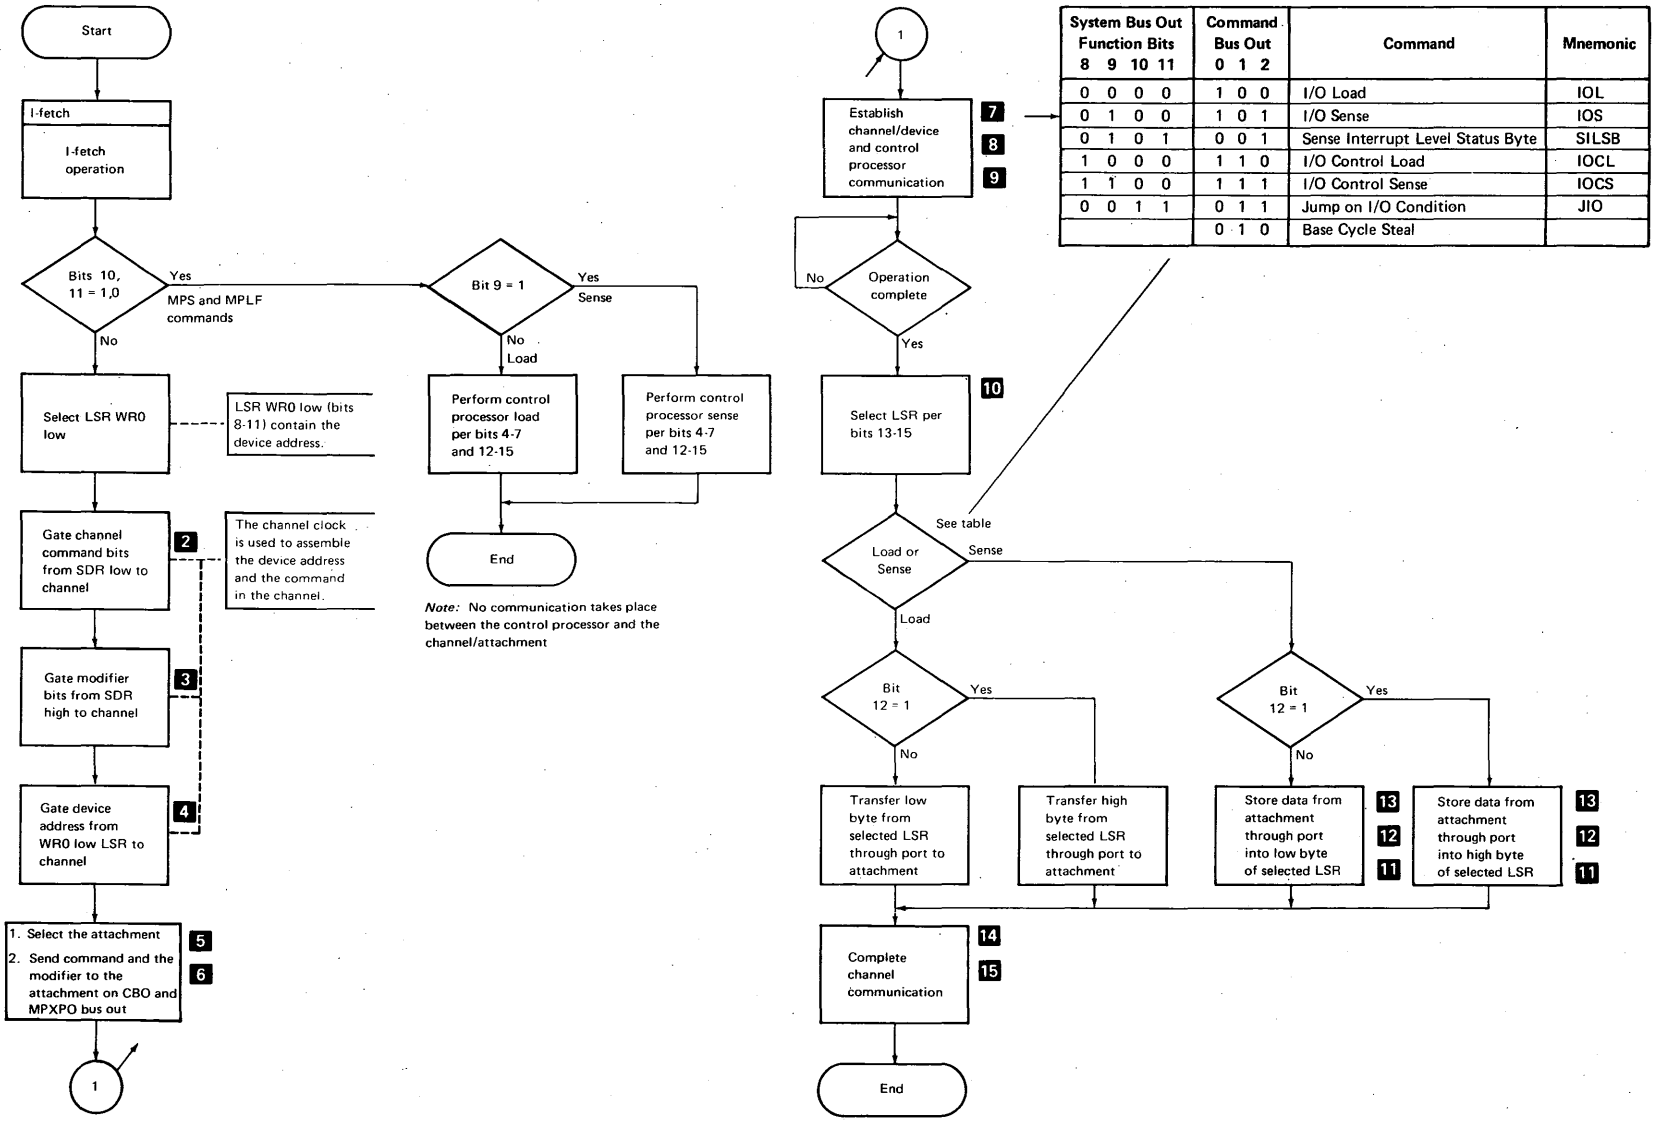 Start
I-fetch
I-fetch
operation
Bits 10,
11 = 1,0
Yes
MPS and MPLF
commands
No
Bit 9 = 1
Yes
Sense
No
Load
Select LSR WR0
low
LSR WR0 low (bits
8-11) contain the
device address.
Perform control
processor load
per bits 4-7
and 12-15
Perform control
processor sense
per bits 4-7
and 12-15
Gate channel
command bits
from SDR low to
channel
2
The channel clock
is used to assemble
the device address
and the command
in the channel.
End
Note: No communication takes place
between the control processor and the
channel/attachment
Gate modifier
bits from SDR
high to channel
3
Gate device
address from
WR0 low LSR to
channel
4
1. Select the attachment
2. Send command and the
modifier to the
attachment on CBO and
MPXPO bus out
5
6
1
1
Establish
channel/device
and control
processor
communication
7
8
9
Operation
complete
No
Yes
Select LSR per
bits 13-15
10
See table
Load or
Sense
Sense
Load
Bit
12 = 1
Yes
No
Bit
12 = 1
Yes
No
Transfer low
byte from
selected LSR
through port to
attachment
Transfer high
byte from
selected LSR
through port to
attachment
Store data from
attachment
through port
into low byte
of selected LSR
13
12
11
Store data from
attachment
through port
into high byte
of selected LSR
13
12
11
Complete
channel
communication
14
15
End
System Bus Out Command
Function Bits Bus Out Command Mnemonic
8 9 10 11 0 1 2
0 0 0 0 1 0 0 I/O Load IOL
0 1 0 0 1 0 1 I/O Sense IOS
0 1 0 1 0 0 1 Sense Interrupt Level Status Byte SILSB
1 0 0 0 1 1 0 I/O Control Load IOCL
1 1 0 0 1 1 1 I/O Control Sense IOCS
0 0 1 1 0 1 1 Jump on I/O Condition JIO
0 1 0 Base Cycle Steal